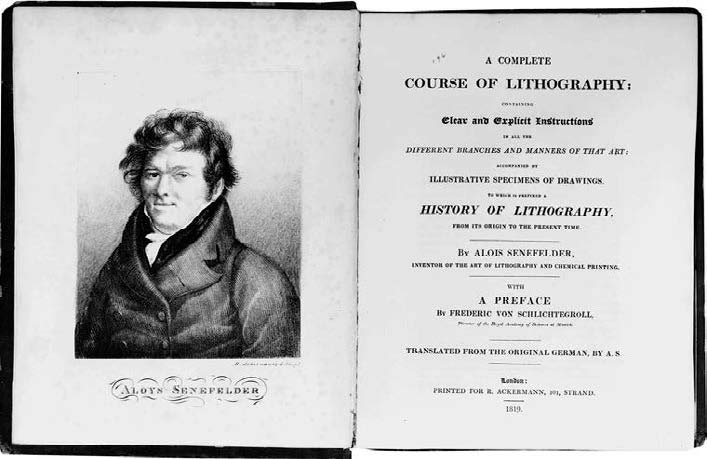 ALOYS SENEFELDER
A COMPLETE
COURSE OF LITHOGRAPHY:
CONTAINING
Clear and Explicit Instructions
IN ALL THE
DIFFERENT BRANCHES AND MANNERS OF THAT ART:
ACCOMPANIED BY
ILLUSTRATIVE SPECIMENS OF DRAWINGS.
TO WHICH IS PREFIXED A
HISTORY OF LITHOGRAPHY,
FROM ITS ORIGIN TO THE PRESENT TIME.
BY ALOIS SENEFELDER,
INVENTOR OF THE ART OF LITHOGRAPHY AND CHEMICAL PRINTING.
WITH
A PREFACE
BY FREDERIC VON SCHLICHTEGROLL,
Director of the Royal Academy of Sciences at Munich.
TRANSLATED FROM THE ORIGINAL GERMAN, BY A. S.
London:
PRINTED FOR R. ACKERMANN, 101, STRAND.
1819.